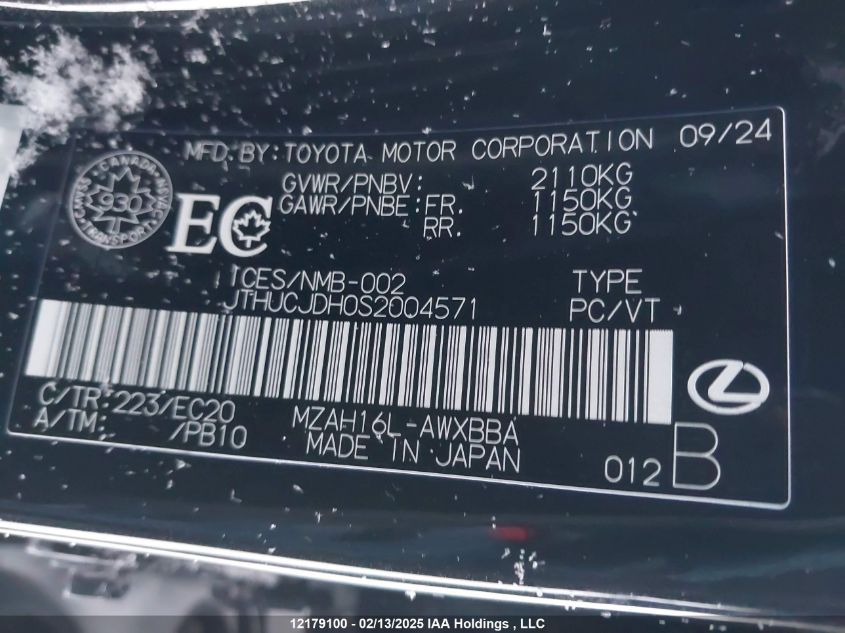 MFD. BY: TOYOTA MOTOR CORPORATION 09/24
GVWR/PNBV: 2110KG
GAWR/PNBE: FR. 1150KG
RR. 1150KG
CANADA
930
TRANSPORT
EC
ICES/NMB-002 TYPE
JTHUCJDH0S2004571 PC/VT
C/TR: 223/EC20 MZAH16L-AWXBBA
A/TM: /PB10 MADE IN JAPAN
012 B
12179100 - 02/13/2025 IAA Holdings , LLC